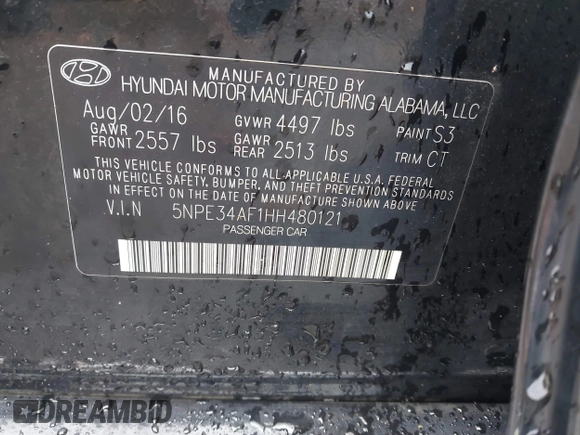 MANUFACTURED BY
HYUNDAI MOTOR MANUFACTURING ALABAMA, LLC
Aug/02/16 GVWR 4497 lbs PAINT S3
GAWR FRONT 2557 lbs GAWR REAR 2513 lbs TRIM CT
THIS VEHICLE CONFORMS TO ALL APPLICABLE U.S.A. FEDERAL
MOTOR VEHICLE SAFETY, BUMPER, AND THEFT PREVENTION STANDARDS
IN EFFECT ON THE DATE OF MANUFACTURE SHOWN ABOVE.
V.I.N 5NPE34AF1HH480121
PASSENGER CAR
DREAMBID